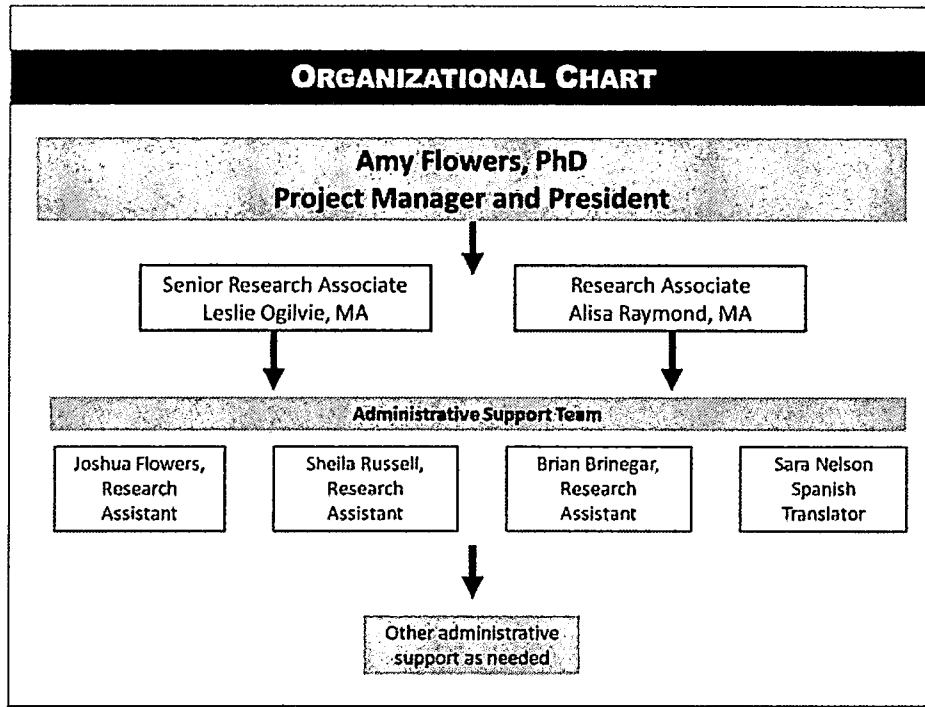 ORGANIZATIONAL CHART
Amy Flowers, PhD
Project Manager and President
Senior Research Associate
Leslie Ogilvie, MA
Research Associate
Alisa Raymond, MA
Administrative Support Team
Joshua Flowers,
Research
Assistant
Sheila Russell,
Research
Assistant
Brian Brinegar,
Research
Assistant
Sara Nelson
Spanish
Translator
Other administrative
support as needed